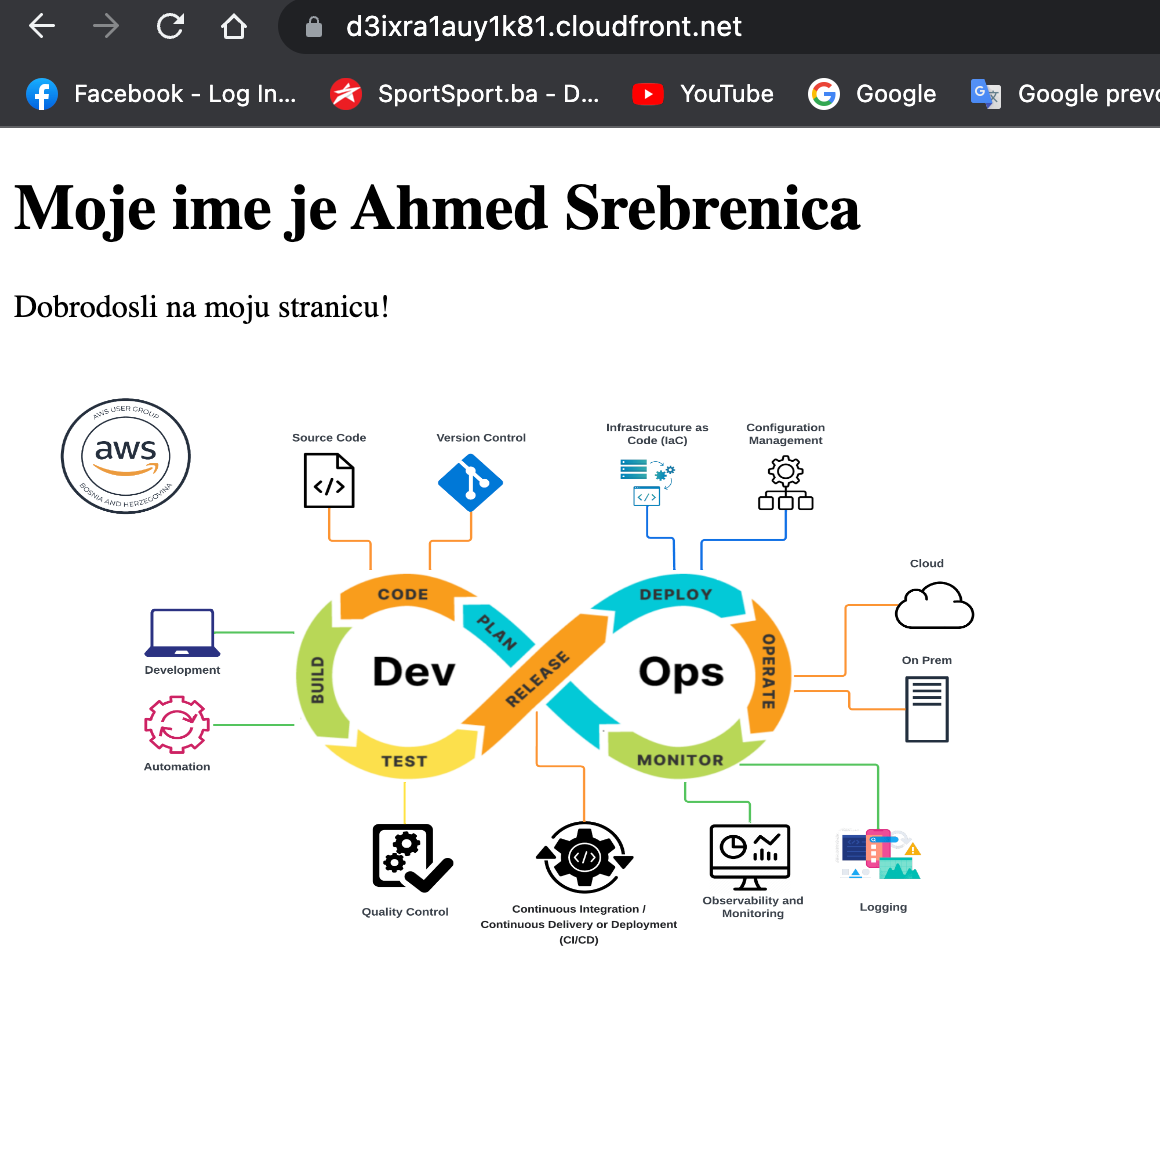 d3ixra1auy1k81.cloudfront.net
Facebook - Log In... SportSport.ba - D... YouTube Google Google prevo
Moje ime je Ahmed Srebrenica
Dobrodosli na moju stranicu!
AWS USER GROUP
aws
BOSNIA AND HERZEGOVINA
Source Code
</>
Version Control
Infrastrucuture as
Code (IaC)
</>
Configuration
Management
Cloud
On Prem
Development
Automation
CODE
PLAN
BUILD
Dev
TEST
RELEASE
DEPLOY
OPERATE
Ops
MONITOR
Quality Control
</>
Continuous Integration /
Continuous Delivery or Deployment
(CI/CD)
Observability and
Monitoring
Logging